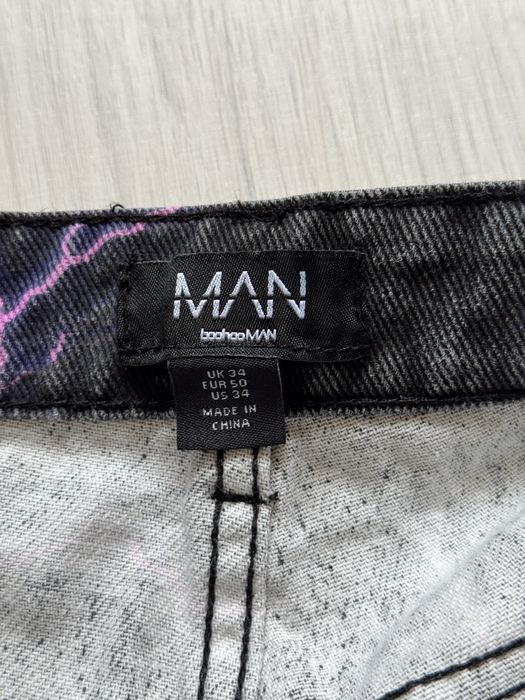 MAN
boohooMAN
UK 34
EUR 50
US 34
MADE IN
CHINA